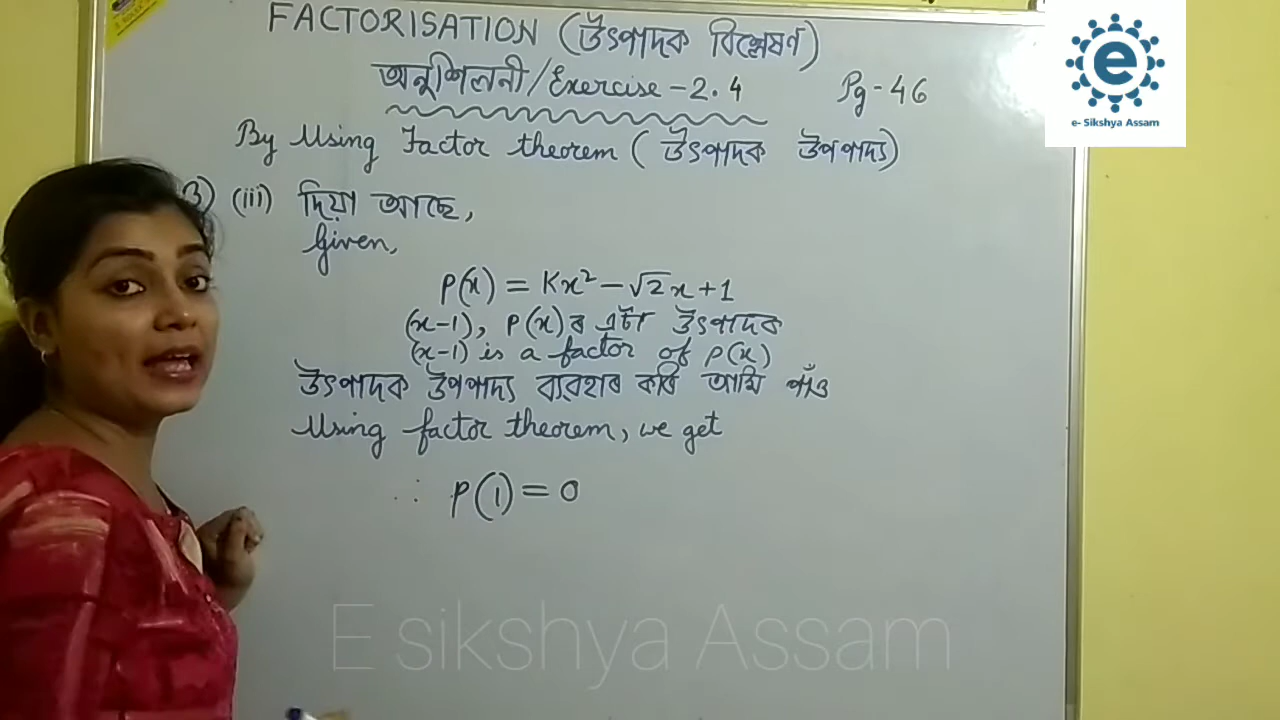 FACTORISATION (উৎপাদক বিশ্লেষণ)
অনুশিলনী/Exercise-2.4 Pg-46
e- Sikshya Assam
By Using Factor theorem (উৎপাদক উপপাদ্য)
3) (iii) দিয়া আছে,
Given,
P(x) = Kx² - √2x + 1
(x-1), P(x)ৰ এটা উৎপাদক
(x-1) is a factor of P(x)
উৎপাদক উপপাদ্য ব্যৱহাৰ কৰি আমি পাঁও
Using factor theorem, we get
∴ P(1) = 0
E sikshya Assam